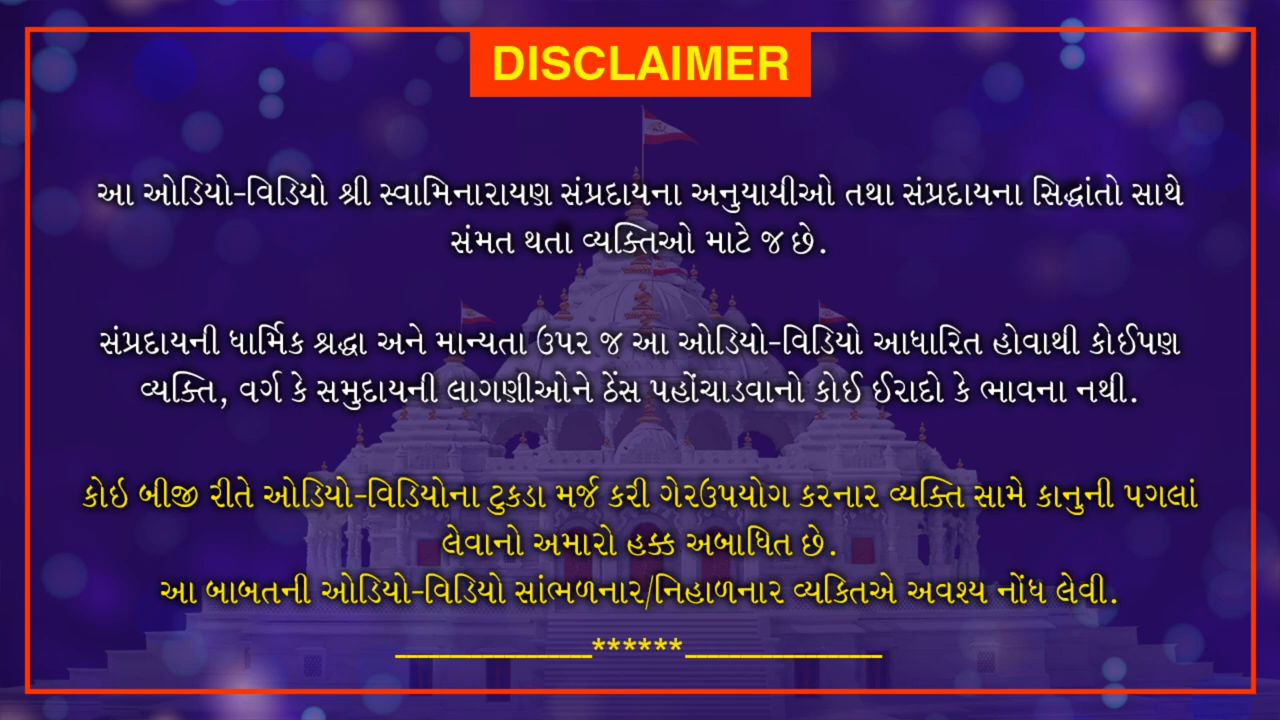 DISCLAIMER
આ ઓડિયો-વિડિયો શ્રી સ્વામિનારાયણ સંપ્રદાયના અનુયાયીઓ તથા સંપ્રદાયના સિદ્ધાંતો સાથે
સંમત થતા વ્યક્તિઓ માટે જ છે.
સંપ્રદાયની ધાર્મિક શ્રદ્ધા અને માન્યતા ઉપર જ આ ઓડિયો-વિડિયો આધારિત હોવાથી કોઈપણ
વ્યક્તિ, વર્ગ કે સમુદાયની લાગણીઓને ઠેંસ પહોંચાડવાનો કોઈ ઈરાદો કે ભાવના નથી.
કોઇ બીજી રીતે ઓડિયો-વિડિયોના ટુકડા મર્જ કરી ગેરઉપયોગ કરનાર વ્યક્તિ સામે કાનુની પગલાં
લેવાનો અમારો હક્ક અબાધિત છે.
આ બાબતની ઓડિયો-વિડિયો સાંભળનાર/નિહાળનાર વ્યકિતએ અવશ્ય નોંધ લેવી.
________________******________________